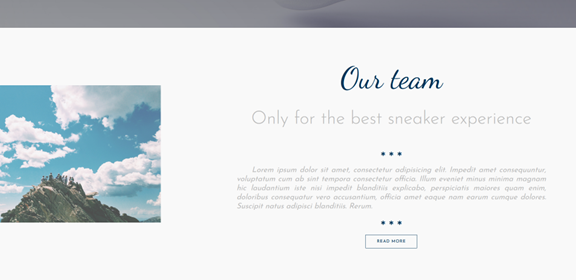 Our team
Only for the best sneaker experience
* * *
Lorem ipsum dolor sit amet, consectetur adipisicing elit. Impedit amet consequuntur,
voluptatum cum ab sint tempora consectetur officia. Illum eveniet minus minima magnam
hic laudantium iste nisi impedit blanditiis explicabo, perspiciatis maiores quam enim,
doloribus consequatur vero accusantium, officia amet eaque nam earum cumque dolores.
Suscipit natus adipisci blanditiis. Rerum.
* * *
READ MORE